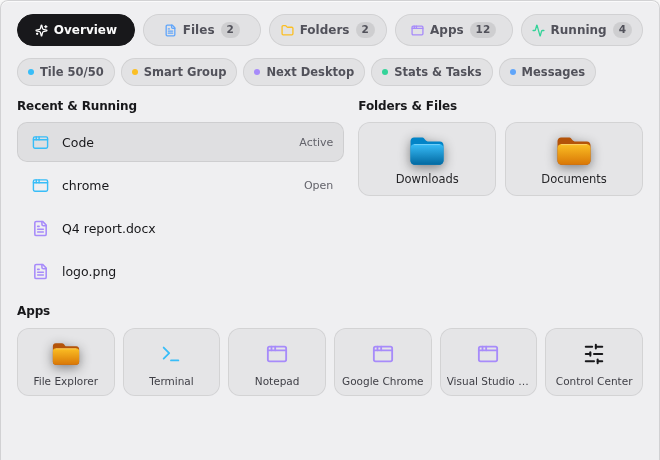 Overview Files 2 Folders 2 Apps 12 Running 4
Tile 50/50 Smart Group Next Desktop Stats & Tasks Messages
Recent & Running
Code Active
chrome Open
Q4 report.docx
logo.png
Folders & Files
Downloads Documents
Apps
File Explorer Terminal Notepad Google Chrome Visual Studio ... Control Center